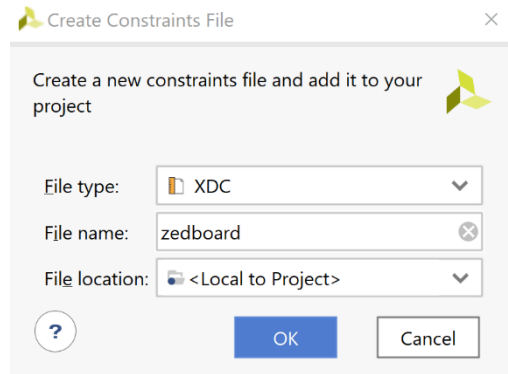 Create Constraints File
Create a new constraints file and add it to your
project
File type: XDC
File name: zedboard
File location: <Local to Project>
? OK Cancel